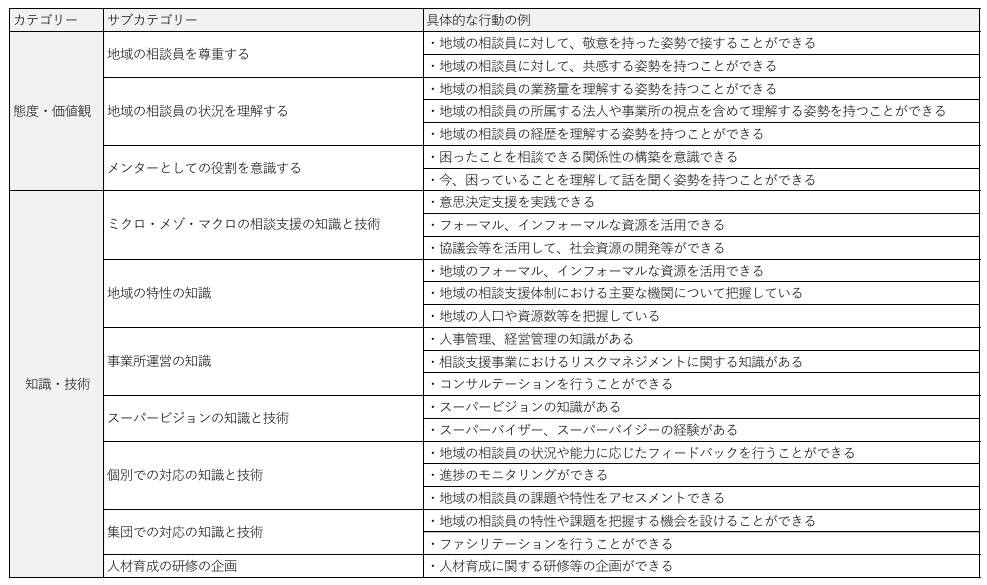 カテゴリー サブカテゴリー 具体的な行動の例
態度・価値観
地域の相談員を尊重する
・地域の相談員に対して、敬意を持った姿勢で接することができる
・地域の相談員に対して、共感する姿勢を持つことができる
地域の相談員の状況を理解する
・地域の相談員の業務量を理解する姿勢を持つことができる
・地域の相談員の所属する法人や事業所の視点を含めて理解する姿勢を持つことができる
・地域の相談員の経歴を理解する姿勢を持つことができる
メンターとしての役割を意識する
・困ったことを相談できる関係性の構築を意識できる
・今、困っていることを理解して話を聞く姿勢を持つことができる
知識・技術
ミクロ・メゾ・マクロの相談支援の知識と技術
・意思決定支援を実践できる
・フォーマル、インフォーマルな資源を活用できる
・協議会等を活用して、社会資源の開発等ができる
地域の特性の知識
・地域のフォーマル、インフォーマルな資源を活用できる
・地域の相談支援体制における主要な機関について把握している
・地域の人口や資源数等を把握している
事業所運営の知識
・人事管理、経営管理の知識がある
・相談支援事業におけるリスクマネジメントに関する知識がある
・コンサルテーションを行うことができる
スーパービジョンの知識と技術
・スーパービジョンの知識がある
・スーパーバイザー、スーパーバイジーの経験がある
個別での対応の知識と技術
・地域の相談員の状況や能力に応じたフィードバックを行うことができる
・進捗のモニタリングができる
・地域の相談員の課題や特性をアセスメントできる
集団での対応の知識と技術
・地域の相談員の特性や課題を把握する機会を設けることができる
・ファシリテーションを行うことができる
人材育成の研修の企画
・人材育成に関する研修等の企画ができる